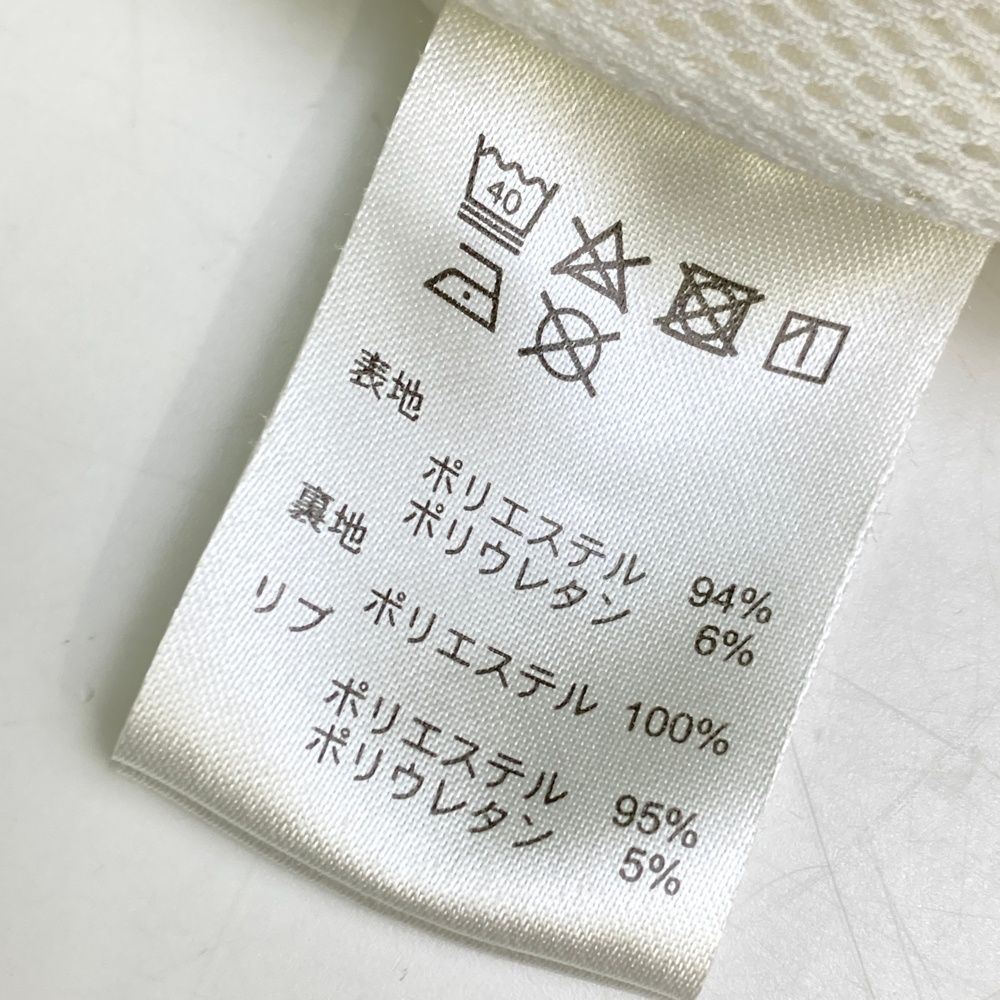 40
表地
ポリエステル 94%
ポリウレタン 6%
裏地
ポリエステル 100%
リブ
ポリエステル 95%
ポリウレタン 5%